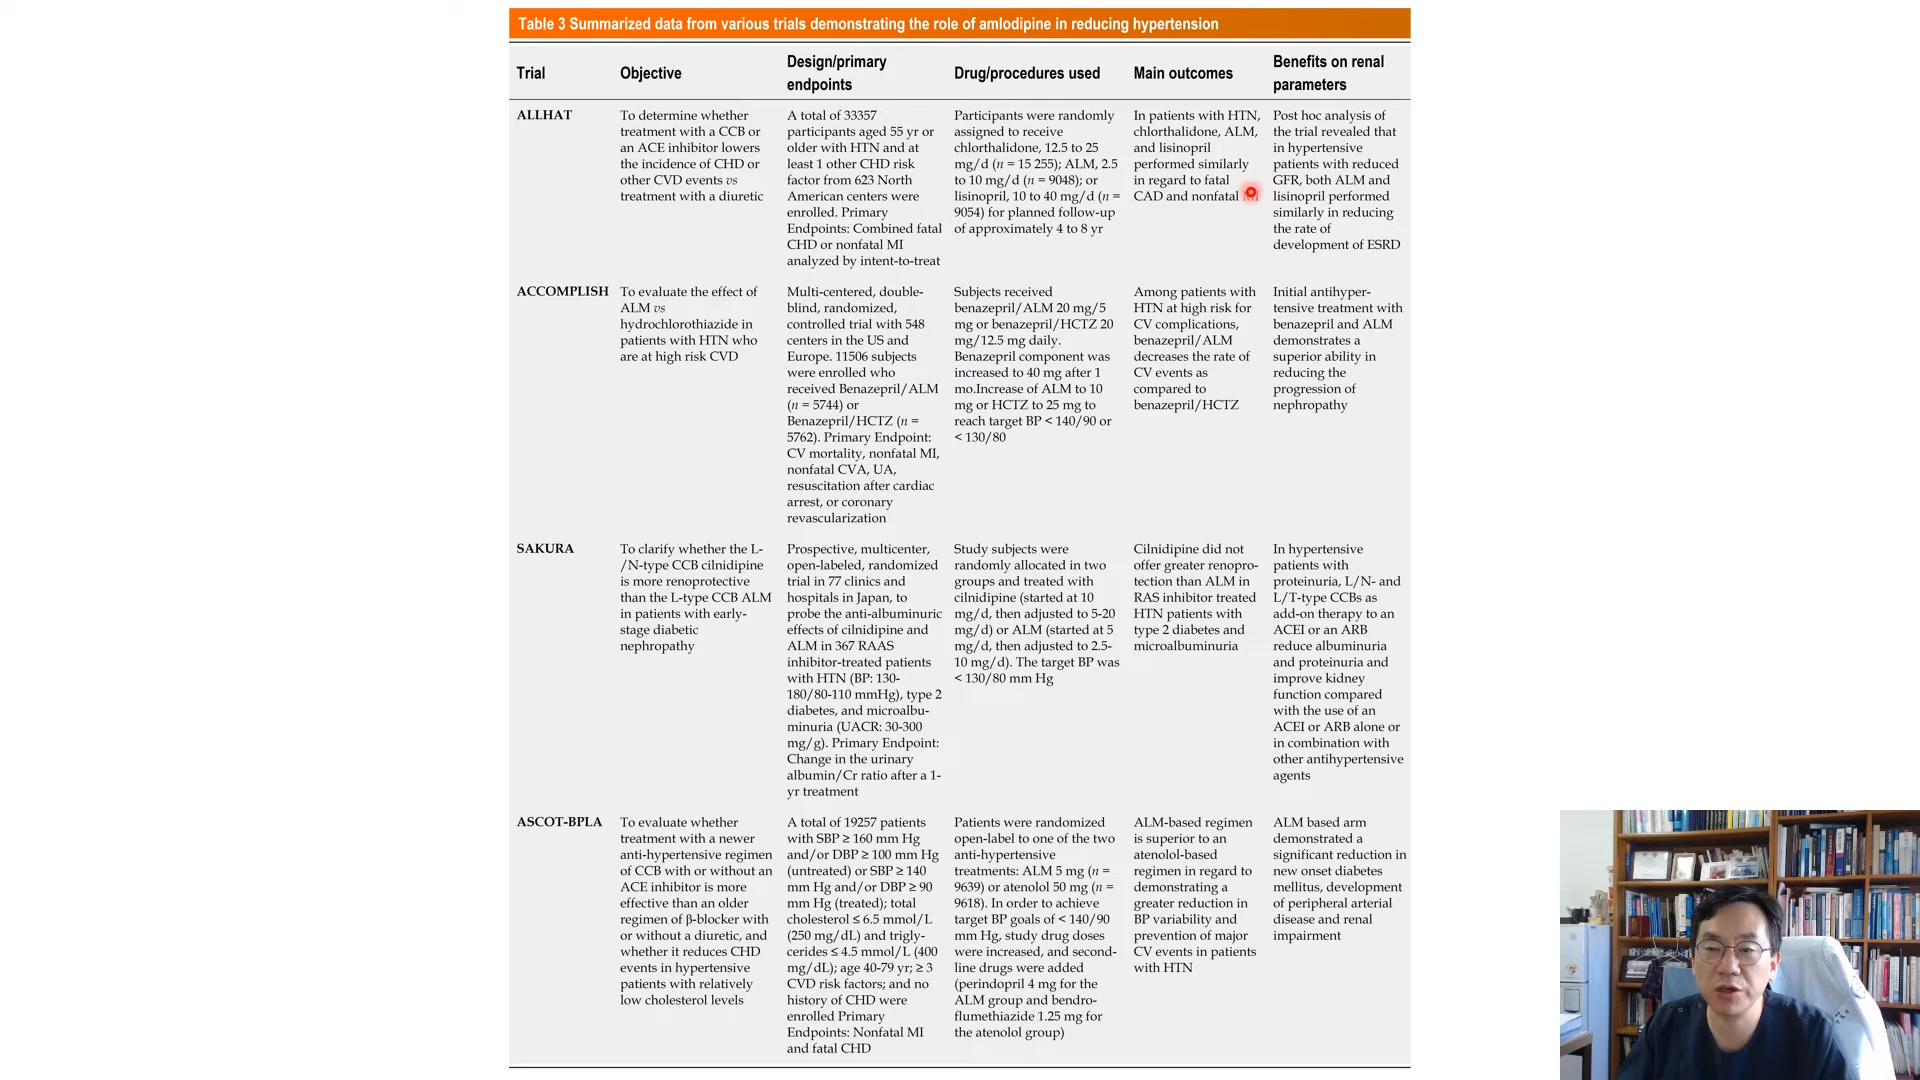 Table 3 Summarized data from various trials demonstrating the role of amlodipine in reducing hypertension
Trial
Objective
Design/primary
endpoints
Drug/procedures used
Main outcomes
Benefits on renal
parameters
ALLHAT
To determine whether
treatment with a CCB or
an ACE inhibitor lowers
the incidence of CHD or
other CVD events vs
treatment with a diuretic
A total of 33357
participants aged 55 yr or
older with HTN and at
least 1 other CHD risk
factor from 623 North
American centers were
enrolled. Primary
Endpoints: Combined fatal
CHD or nonfatal MI
analyzed by intent-to-treat
Participants were randomly
assigned to receive
chlorthalidone, 12.5 to 25
mg/d (n = 15 255); ALM, 2.5
to 10 mg/d (n = 9048); or
lisinopril, 10 to 40 mg/d (n =
9054) for planned follow-up
of approximately 4 to 8 yr
In patients with HTN,
chlorthalidone, ALM,
and lisinopril
performed similarly
in regard to fatal
CAD and nonfatal
Post hoc analysis of
the trial revealed that
in hypertensive
patients with reduced
GFR, both ALM and
lisinopril performed
similarly in reducing
the rate of
development of ESRD
ACCOMPLISH
To evaluate the effect of
ALM vs
hydrochlorothiazide in
patients with HTN who
are at high risk CVD
Multi-centered, double-
blind, randomized,
controlled trial with 548
centers in the US and
Europe. 11506 subjects
were enrolled who
received Benazepril/ALM
(n = 5744) or
Benazepril/HCTZ (n =
5762). Primary Endpoint:
CV mortality, nonfatal MI,
nonfatal CVA, UA,
resuscitation after cardiac
arrest, or coronary
revascularization
Subjects received
benazepril/ALM 20 mg/5
mg or benazepril/HCTZ 20
mg/12.5 mg daily.
Benazepril component was
increased to 40 mg after 1
mo.Increase of ALM to 10
mg or HCTZ to 25 mg to
reach target BP < 140/90 or
< 130/80
Among patients with
HTN at high risk for
CV complications,
benazepril/ALM
decreases the rate of
CV events as
compared to
benazepril/HCTZ
Initial antihyper-
tensive treatment with
benazepril and ALM
demonstrates a
superior ability in
reducing the
progression of
nephropathy
SAKURA
To clarify whether the L-
/N-type CCB cilnidipine
is more renoprotective
than the L-type CCB ALM
in patients with early-
stage diabetic
nephropathy
Prospective, multicenter,
open-labeled, randomized
trial in 77 clinics and
hospitals in Japan, to
probe the anti-albuminuric
effects of cilnidipine and
ALM in 367 RAAS
inhibitor-treated patients
with HTN (BP: 130-
180/80-110 mmHg), type 2
diabetes, and microalbu-
minuria (UACR: 30-300
mg/g). Primary Endpoint:
Change in the urinary
albumin/Cr ratio after a 1-
yr treatment
Study subjects were
randomly allocated in two
groups and treated with
cilnidipine (started at 10
mg/d, then adjusted to 5-20
mg/d) or ALM (started at 5
mg/d, then adjusted to 2.5-
10 mg/d). The target BP was
< 130/80 mm Hg
Cilnidipine did not
offer greater renopro-
tection than ALM in
RAS inhibitor treated
HTN patients with
type 2 diabetes and
microalbuminuria
In hypertensive
patients with
proteinuria, L/N- and
L/T-type CCBs as
add-on therapy to an
ACEI or an ARB
reduce albuminuria
and proteinuria and
improve kidney
function compared
with the use of an
ACEI or ARB alone or
in combination with
other antihypertensive
agents
ASCOT-BPLA
To evaluate whether
treatment with a newer
anti-hypertensive regimen
of CCB with or without an
ACE inhibitor is more
effective than an older
regimen of β-blocker with
or without a diuretic, and
whether it reduces CHD
events in hypertensive
patients with relatively
low cholesterol levels
A total of 19257 patients
with SBP ≥ 160 mm Hg
and/or DBP ≥ 100 mm Hg
(untreated) or SBP ≥ 140
mm Hg and/or DBP ≥ 90
mm Hg (treated); total
cholesterol ≤ 6.5 mmol/L
(250 mg/dL) and trigly-
cerides ≤ 4.5 mmol/L (400
mg/dL); age 40-79 yr; ≥ 3
CVD risk factors; and no
history of CHD were
enrolled Primary
Endpoints: Nonfatal MI
and fatal CHD
Patients were randomized
open-label to one of the two
anti-hypertensive
treatments: ALM 5 mg (n =
9639) or atenolol 50 mg (n =
9618). In order to achieve
target BP goals of < 140/90
mm Hg, study drug doses
were increased, and second-
line drugs were added
(perindopril 4 mg for the
ALM group and bendro-
flumethiazide 1.25 mg for
the atenolol group)
ALM-based regimen
is superior to an
atenolol-based
regimen in regard to
demonstrating a
greater reduction in
BP variability and
prevention of major
CV events in patients
with HTN
ALM based arm
demonstrated a
significant reduction in
new onset diabetes
mellitus, development
of peripheral arterial
disease and renal
impairment